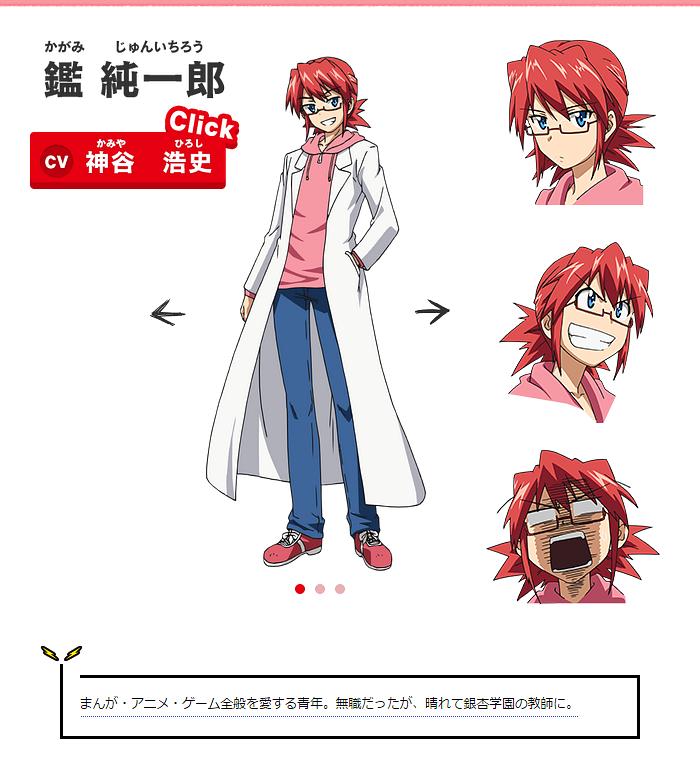 かがみ じゅんいちろう
鑑 純一郎
Click
かみや ひろし
CV 神谷 浩史
まんが・アニメ・ゲーム全般を愛する青年。無職だったが、晴れて銀杏学園の教師に。